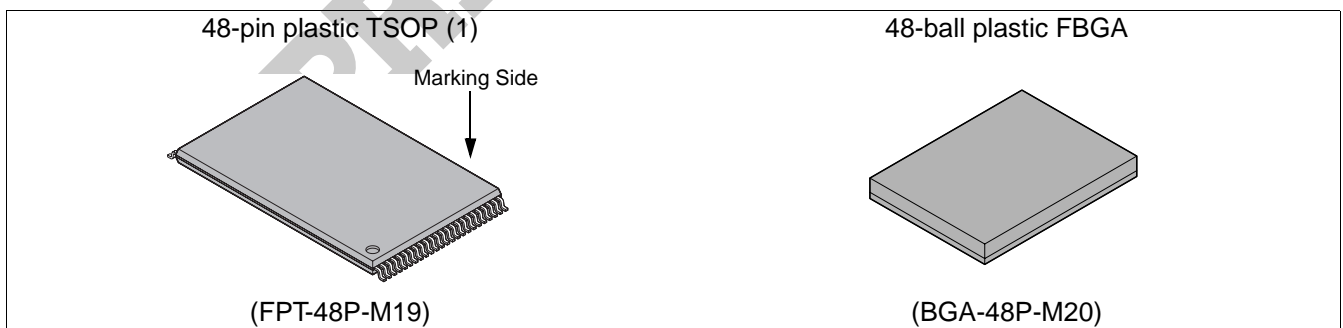 48-pin plastic TSOP (1)
48-ball plastic FBGA
Marking Side
(FPT-48P-M19)
(BGA-48P-M20)